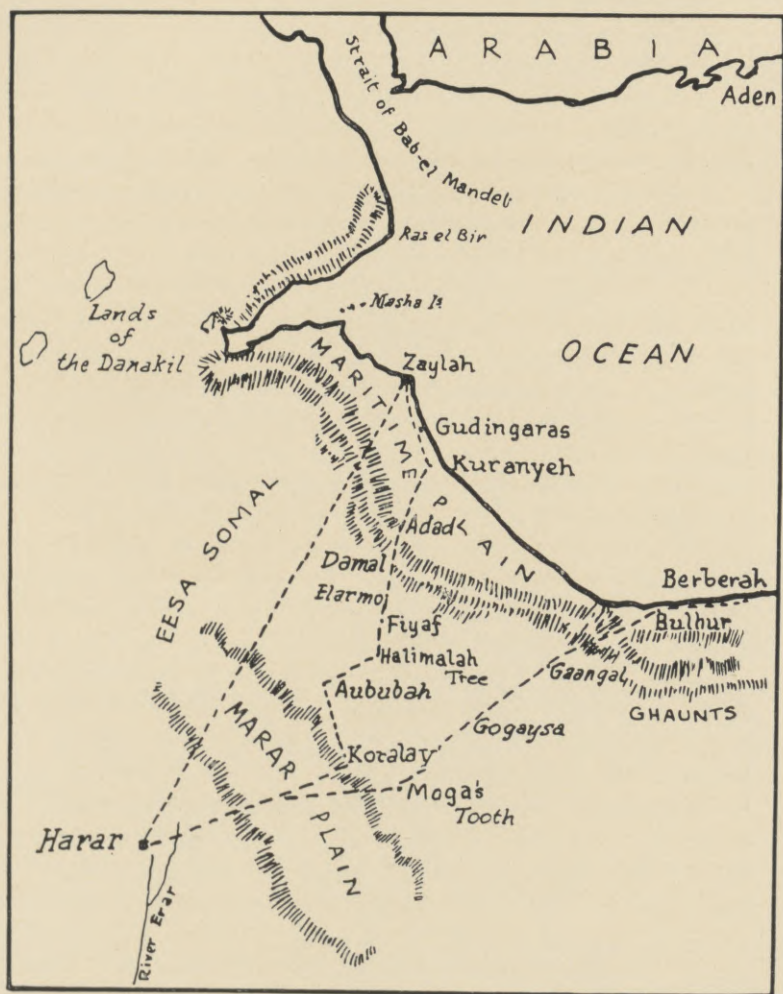 ARABIA
Aden
Strait of Bab-el Mandeb
INDIAN
OCEAN
Ras el Bir
Masha Is
Lands
of
the Danakil
MARITIME PLAIN
Zaylah
Gudingaras
Kuranyeh
Adad
EESA SOMAL
Damal
Elarmo
Fiyaf
Halimalah
Tree
Aububah
Berberah
Bulhur
Gaangal
GHAUNTS
Gogaysa
MARAR
PLAIN
Koralay
Moga's
Tooth
Harar
River Erar